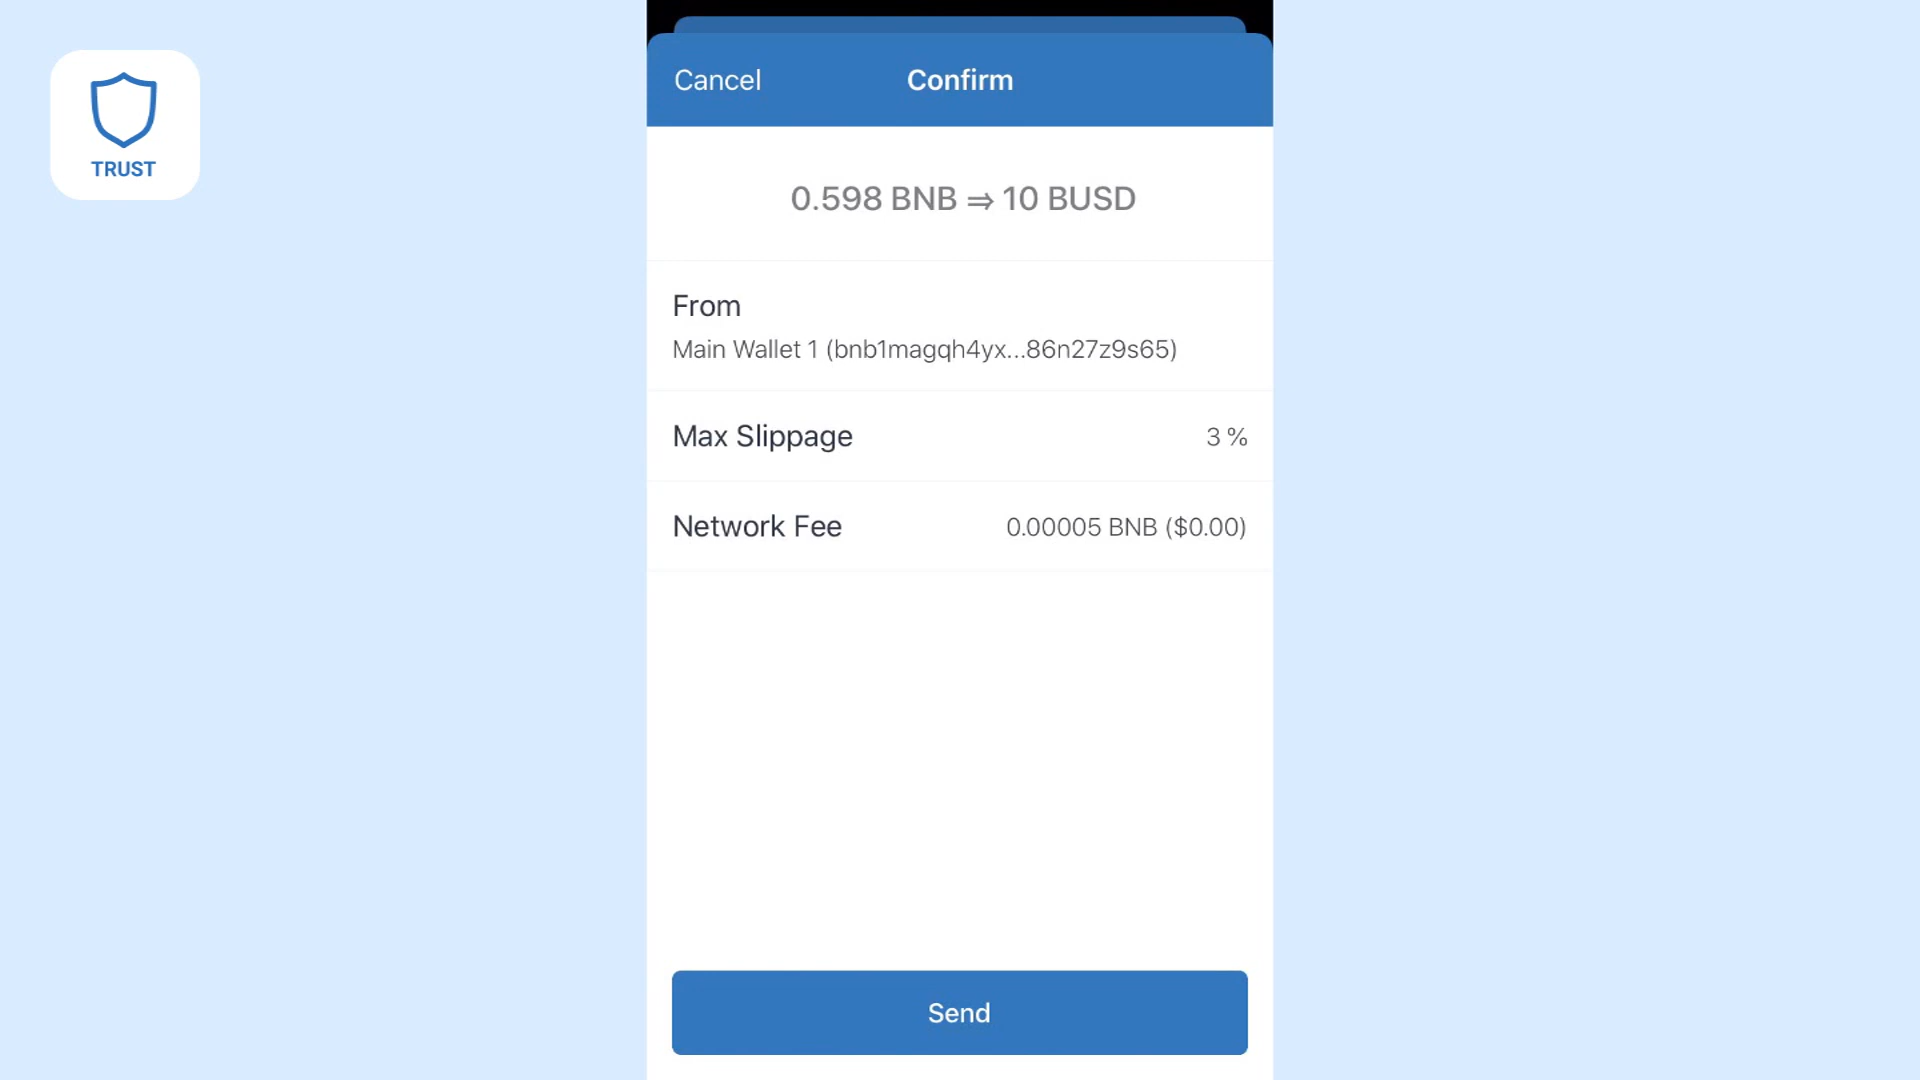 TRUST
Cancel
Confirm
0.598 BNB ⇒ 10 BUSD
From
Main Wallet 1 (bnb1magqh4yx...86n27z9s65)
Max Slippage
3 %
Network Fee
0.00005 BNB ($0.00)
Send